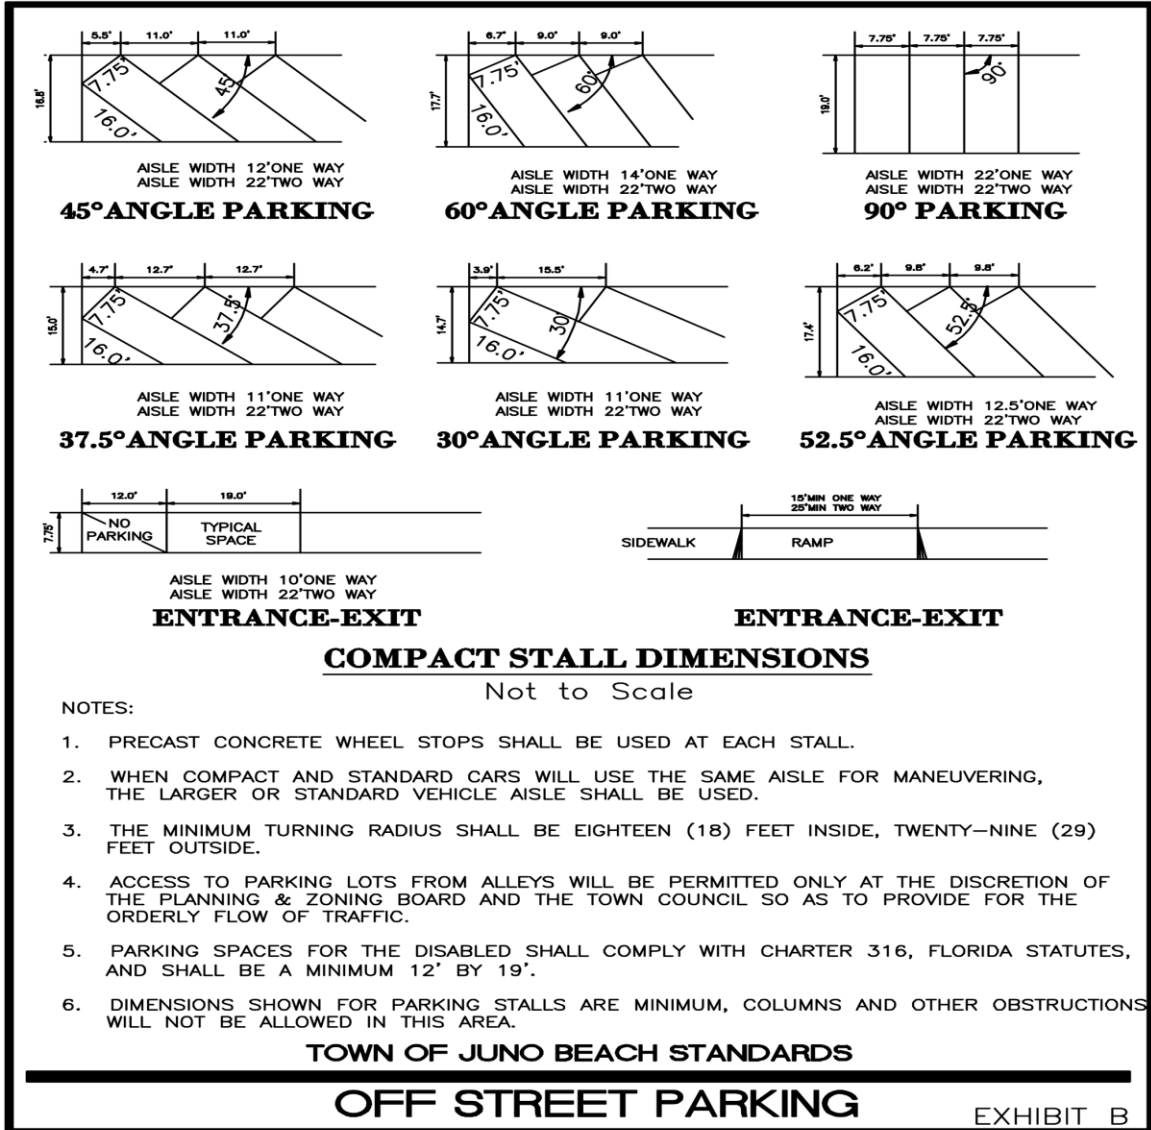 5.5' 11.0' 11.0'
16.8'
7.75'
16.0'
45
AISLE WIDTH 12'ONE WAY
AISLE WIDTH 22'TWO WAY
45°ANGLE PARKING
6.7' 9.0' 9.0'
17.7'
7.75'
16.0'
60'
AISLE WIDTH 14'ONE WAY
AISLE WIDTH 22'TWO WAY
60°ANGLE PARKING
7.75' 7.75' 7.75'
19.0'
90'
AISLE WIDTH 22'ONE WAY
AISLE WIDTH 22'TWO WAY
90° PARKING
4.7' 12.7' 12.7'
15.0'
7.75'
16.0'
37.5'
AISLE WIDTH 11'ONE WAY
AISLE WIDTH 22'TWO WAY
37.5°ANGLE PARKING
3.9' 15.5'
14.7'
7.75'
16.0'
30'
AISLE WIDTH 11'ONE WAY
AISLE WIDTH 22'TWO WAY
30°ANGLE PARKING
6.2' 9.8' 9.8'
17.4'
7.75'
16.0'
52.5'
AISLE WIDTH 12.5'ONE WAY
AISLE WIDTH 22'TWO WAY
52.5°ANGLE PARKING
12.0' 19.0'
7.75'
NO
PARKING
TYPICAL
SPACE
AISLE WIDTH 10'ONE WAY
AISLE WIDTH 22'TWO WAY
ENTRANCE-EXIT
15'MIN ONE WAY
25'MIN TWO WAY
SIDEWALK RAMP
ENTRANCE-EXIT
COMPACT STALL DIMENSIONS
Not to Scale
NOTES:
1. PRECAST CONCRETE WHEEL STOPS SHALL BE USED AT EACH STALL.
2. WHEN COMPACT AND STANDARD CARS WILL USE THE SAME AISLE FOR MANEUVERING,
THE LARGER OR STANDARD VEHICLE AISLE SHALL BE USED.
3. THE MINIMUM TURNING RADIUS SHALL BE EIGHTEEN (18) FEET INSIDE, TWENTY-NINE (29)
FEET OUTSIDE.
4. ACCESS TO PARKING LOTS FROM ALLEYS WILL BE PERMITTED ONLY AT THE DISCRETION OF
THE PLANNING & ZONING BOARD AND THE TOWN COUNCIL SO AS TO PROVIDE FOR THE
ORDERLY FLOW OF TRAFFIC.
5. PARKING SPACES FOR THE DISABLED SHALL COMPLY WITH CHARTER 316, FLORIDA STATUTES,
AND SHALL BE A MINIMUM 12' BY 19'.
6. DIMENSIONS SHOWN FOR PARKING STALLS ARE MINIMUM, COLUMNS AND OTHER OBSTRUCTIONS
WILL NOT BE ALLOWED IN THIS AREA.
TOWN OF JUNO BEACH STANDARDS
OFF STREET PARKING
EXHIBIT B